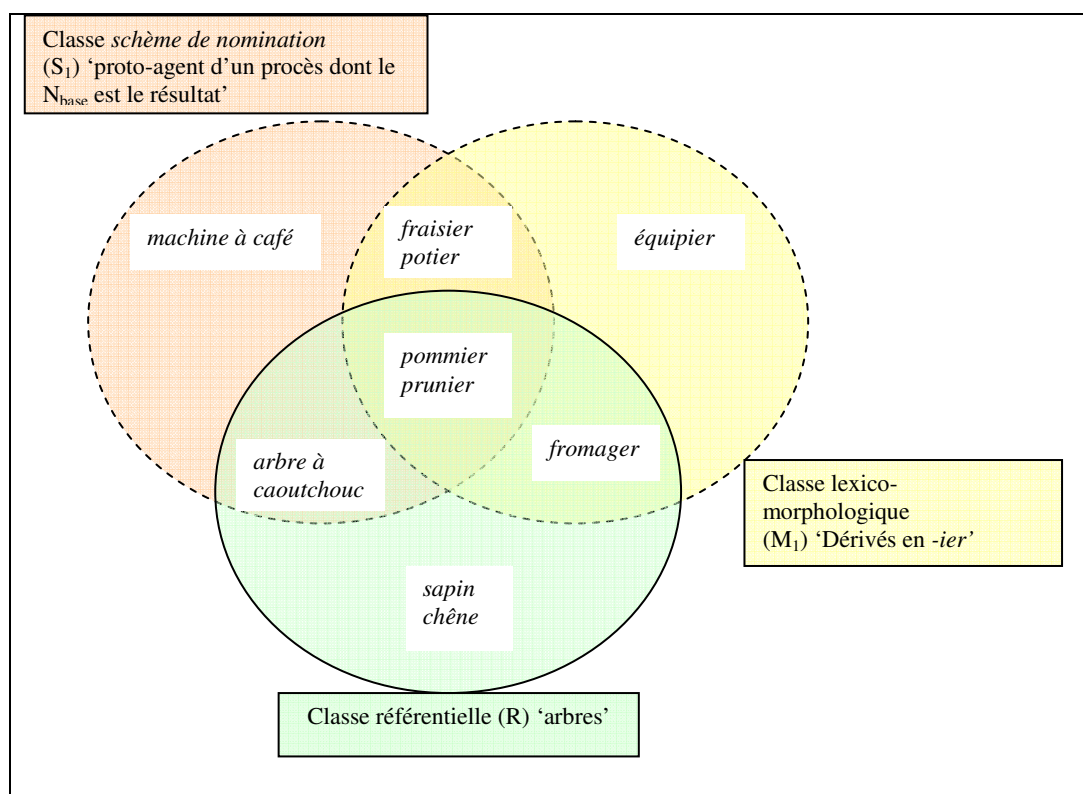 Classe schème de nomination
(S1) ‘proto-agent d’un procès dont le
Nbase est le résultat’
machine à café
fraisier
potier
équipier
pommier
prunier
arbre à
caoutchouc
fromager
Classe lexico-
morphologique
(M1) ‘Dérivés en -ier’
sapin
chêne
Classe référentielle (R) ‘arbres’